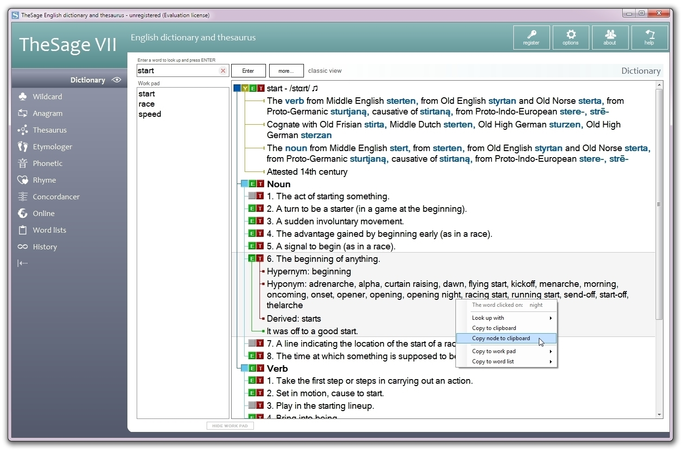 TheSage English dictionary and thesaurus - unregistered (Evaluation license)
TheSage VII
English dictionary and thesaurus
register
options
about
help
Dictionary
Wildcard
Anagram
Thesaurus
Etymologer
Phonetic
Rhyme
Concordancer
Online
Word lists
History
Enter a word to look up and press ENTER
start
Enter
more...
classic view
Dictionary
Work pad
start
race
speed
Y E T start - /stɑrt/ ♫
The verb from Middle English sterten, from Old English styrtan and Old Norse sterta, from
Proto-Germanic sturtjaną, causative of stirtaną, from Proto-Indo-European stere-, strē-
Cognate with Old Frisian stirta, Middle Dutch sterten, Old High German sturzen, Old High
German sterzan
The noun from Middle English stert, from sterten, from Old English styrtan and Old Norse sterta,
from Proto-Germanic sturtjaną, causative of stirtaną, from Proto-Indo-European stere-, strē-
Attested 14th century
E T Noun
T 1. The act of starting something.
E T 2. A turn to be a starter (in a game at the beginning).
T 3. A sudden involuntary movement.
E T 4. The advantage gained by beginning early (as in a race).
E T 5. A signal to begin (as in a race).
E T 6. The beginning of anything.
Hypernym: beginning
Hyponym: adrenarche, alpha, curtain raising, dawn, flying start, kickoff, menarche, morning,
oncoming, onset, opener, opening, opening night, racing start, running start, send-off, start-off,
thelarche
Derived: starts
It was off to a good start.
T 7. A line indicating the location of the start of a rac
E T 8. The time at which something is supposed to b
E T Verb
E T 1. Take the first step or steps in carrying out an action.
E T 2. Set in motion, cause to start.
T 3. Play in the starting lineup.
E T 4. Bring into being.
The word clicked on: night
Look up with
Copy to clipboard
Copy node to clipboard
Copy to work pad
Copy to word list
HIDE WORK PAD